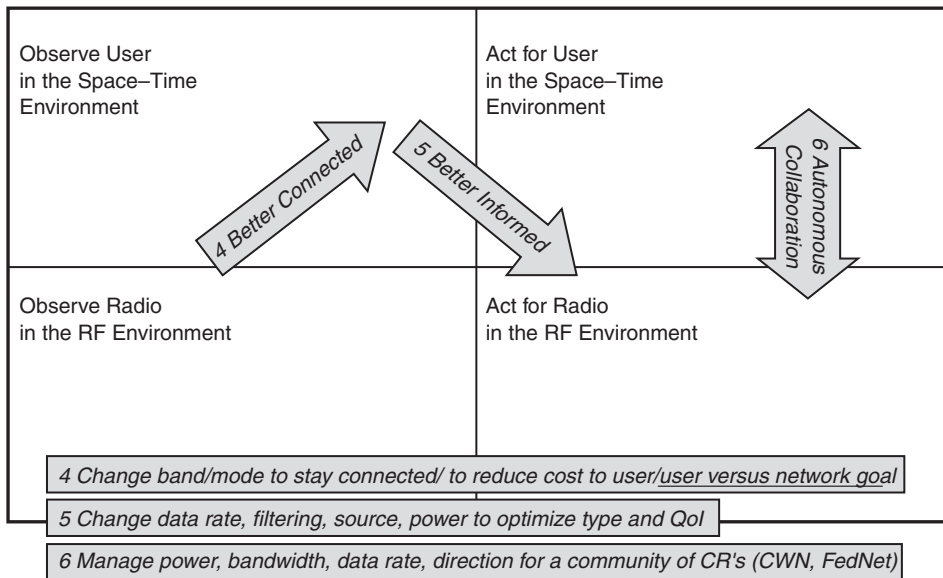 Observe User
in the Space–Time
Environment
Act for User
in the Space–Time
Environment
4 Better Connected
5 Better Informed
6 Autonomous
Collaboration
Observe Radio
in the RF Environment
Act for Radio
in the RF Environment
4 Change band/mode to stay connected/ to reduce cost to user/user versus network goal
5 Change data rate, filtering, source, power to optimize type and QoI
6 Manage power, bandwidth, data rate, direction for a community of CR's (CWN, FedNet)